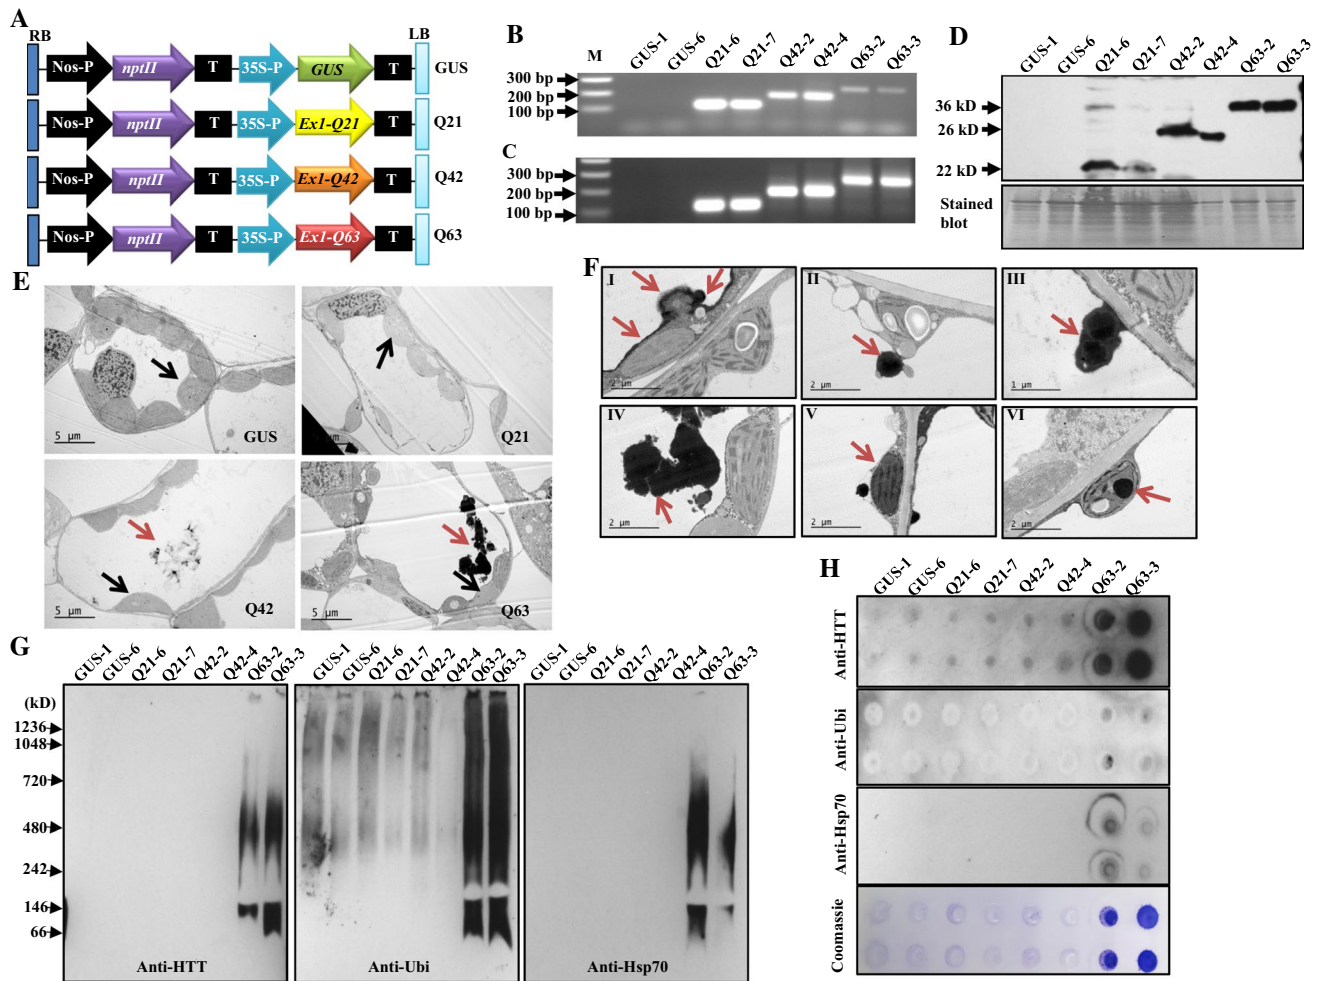 A
RB LB
Nos-P nptII T 35S-P GUS T GUS
Nos-P nptII T 35S-P Ex1-Q21 T Q21
Nos-P nptII T 35S-P Ex1-Q42 T Q42
Nos-P nptII T 35S-P Ex1-Q63 T Q63
B
M GUS-1 GUS-6 Q21-6 Q21-7 Q42-2 Q42-4 Q63-2 Q63-3
300 bp
200 bp
100 bp
C
300 bp
200 bp
100 bp
D
GUS-1 GUS-6 Q21-6 Q21-7 Q42-2 Q42-4 Q63-2 Q63-3
36 kD
26 kD
22 kD
Stained
blot
E
5 µm GUS
µm Q21
5 µm Q42
5 µm Q63
F
I II III
2 µm 2 µm 1 µm
IV V VI
2 µm 2 µm 2 µm
G
GUS-1 GUS-6 Q21-6 Q21-7 Q42-2 Q42-4 Q63-2 Q63-3
GUS-1 GUS-6 Q21-6 Q21-7 Q42-2 Q42-4 Q63-2 Q63-3
GUS-1 GUS-6 Q21-6 Q21-7 Q42-2 Q42-4 Q63-2 Q63-3
(kD)
1236
1048
720
480
242
146
66
Anti-HTT Anti-Ubi Anti-Hsp70
H
GUS-1 GUS-6 Q21-6 Q21-7 Q42-2 Q42-4 Q63-2 Q63-3
Anti-HTT
Anti-Ubi
Anti-Hsp70
Coomassie